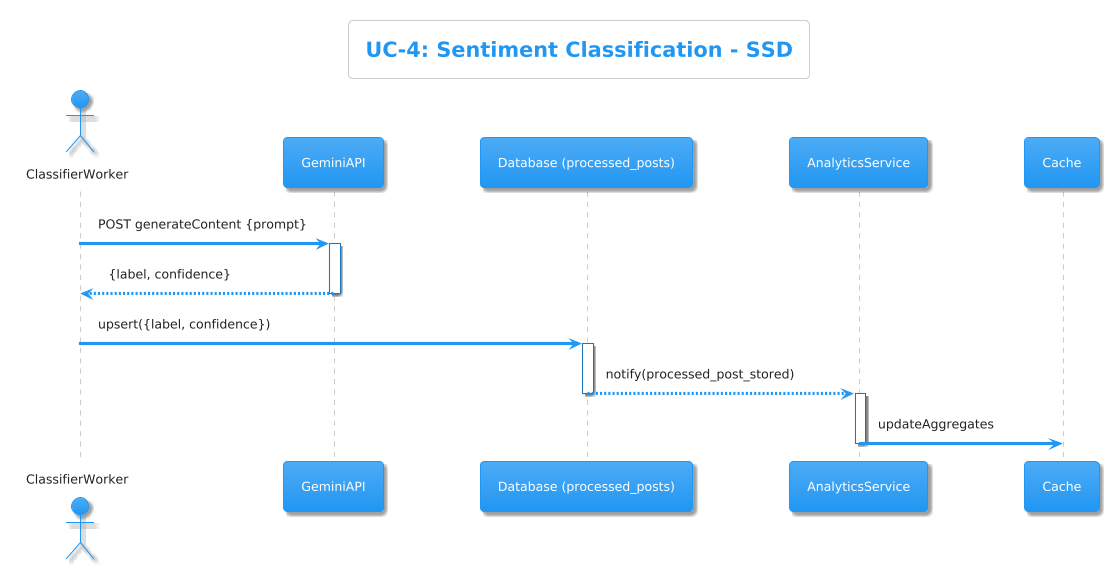 UC-4: Sentiment Classification - SSD
ClassifierWorker
GeminiAPI
Database (processed_posts)
AnalyticsService
Cache
POST generateContent {prompt}
{label, confidence}
upsert({label, confidence})
notify(processed_post_stored)
updateAggregates
ClassifierWorker
GeminiAPI
Database (processed_posts)
AnalyticsService
Cache